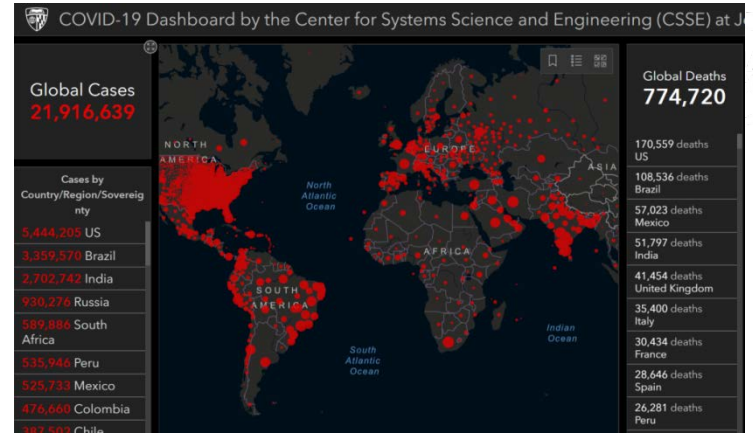 COVID-19 Dashboard by the Center for Systems Science and Engineering (CSSE) at
Global Cases
21,916,639
Cases by
Country/Region/Sovereig
nty
5,444,205 US
3,359,570 Brazil
2,702,742 India
930,276 Russia
589,886 South
Africa
535,946 Peru
525,733 Mexico
476,660 Colombia
387,502 Chile
NORTH
AMERICA
North
Atlantic
Ocean
EUROPE
ASIA
AFRICA
SOUTH
AMERICA
South
Atlantic
Ocean
Indian
Ocean
Global Deaths
774,720
170,559 deaths
US
108,536 deaths
Brazil
57,023 deaths
Mexico
51,797 deaths
India
41,454 deaths
United Kingdom
35,400 deaths
Italy
30,434 deaths
France
28,646 deaths
Spain
26,281 deaths
Peru